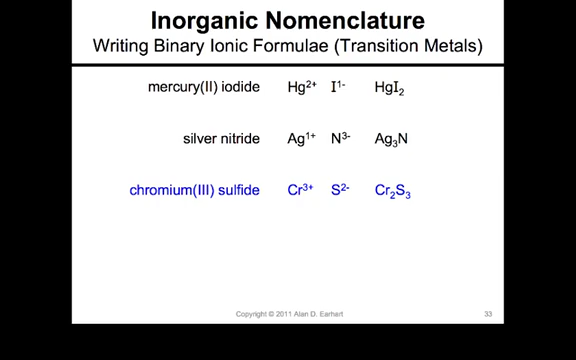 Inorganic Nomenclature
Writing Binary Ionic Formulae (Transition Metals)
mercury(II) iodide Hg²⁺ I¹⁻ HgI₂
silver nitride Ag¹⁺ N³⁻ Ag₃N
chromium(III) sulfide Cr³⁺ S²⁻ Cr₂S₃
Copyright © 2011 Alan D. Earhart 33